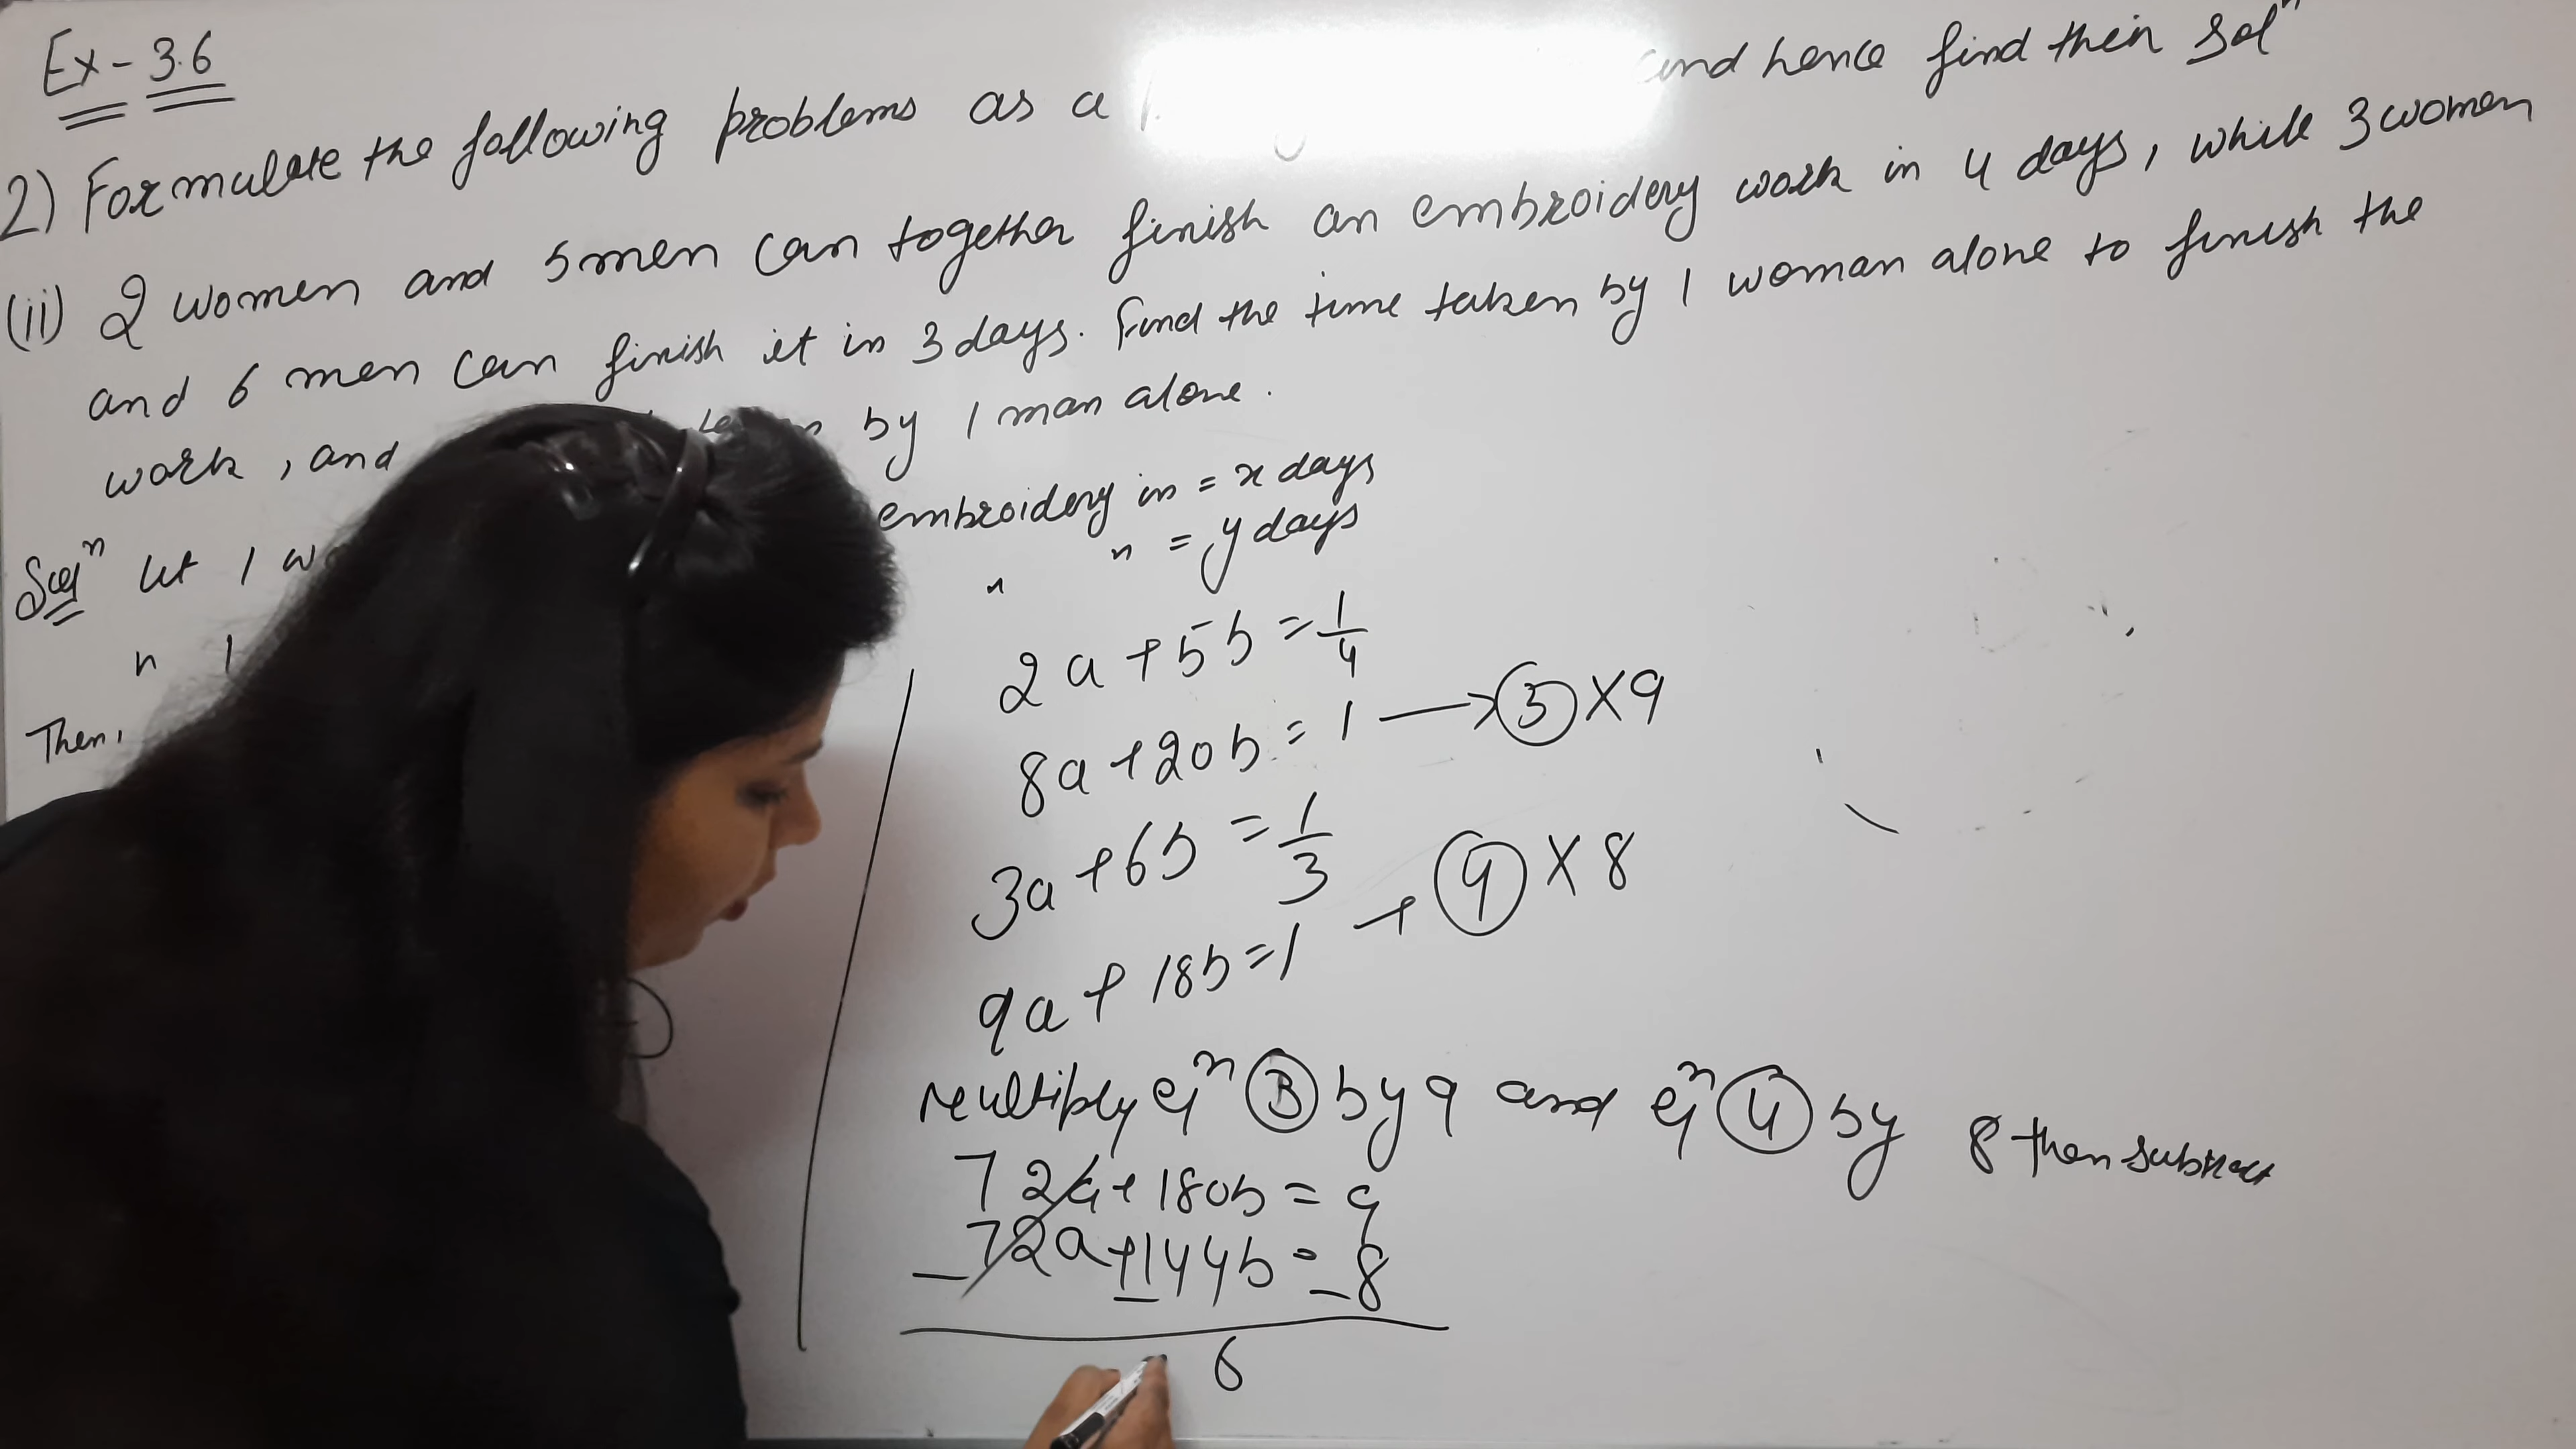 Ex - 3.6
2) Formulate the following problems as a and hence find their Solⁿ
(ii) 2 women and 5 men can together finish an embroidery work in 4 days, while 3 women
and 6 men can finish it in 3 days. Find the time taken by 1 woman alone to finish the
work, and by 1 man alone.
Solⁿ let 1 embroidery in = x days
" 1 " " = y days
Then,
2a + 5b = 1/4
8a + 20b = 1 → ③ × 9
3a + 6b = 1/3
9a + 18b = 1 → ④ × 8
Multiply eqⁿ ③ by 9 and eqⁿ ④ by 8 then subtract
72a + 180b = 9
- 72a + 144b = - 8
6